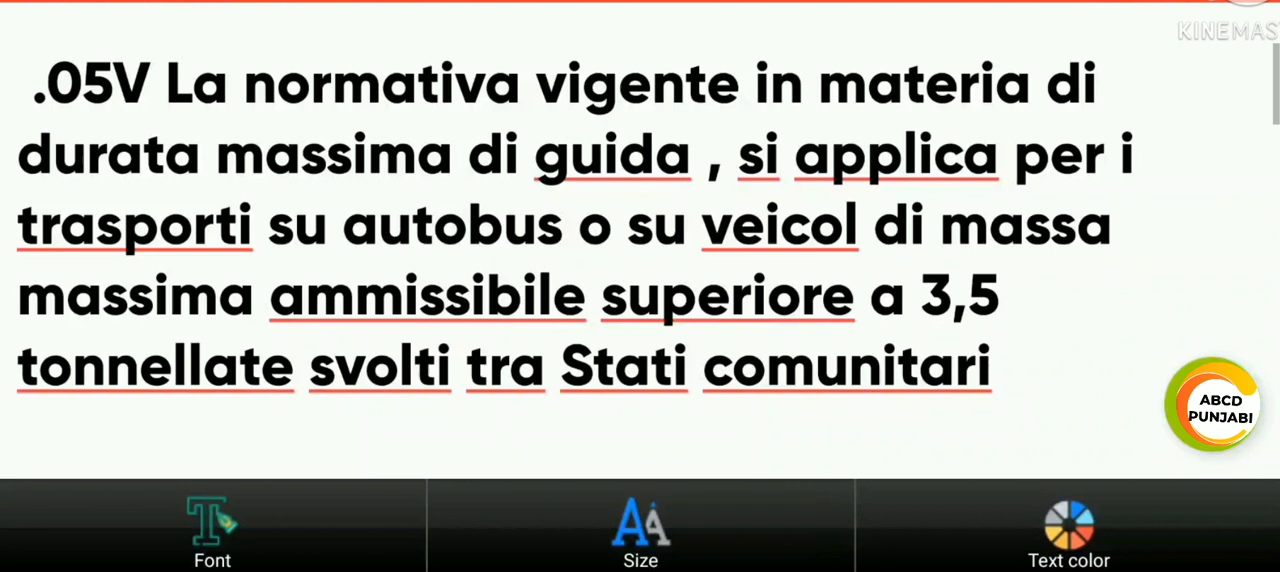 KINEMAS
.05V La normativa vigente in materia di
durata massima di guida , si applica per i
trasporti su autobus o su veicol di massa
massima ammissibile superiore a 3,5
tonnellate svolti tra Stati comunitari
ABCD
PUNJABI
Font
Size
Text color